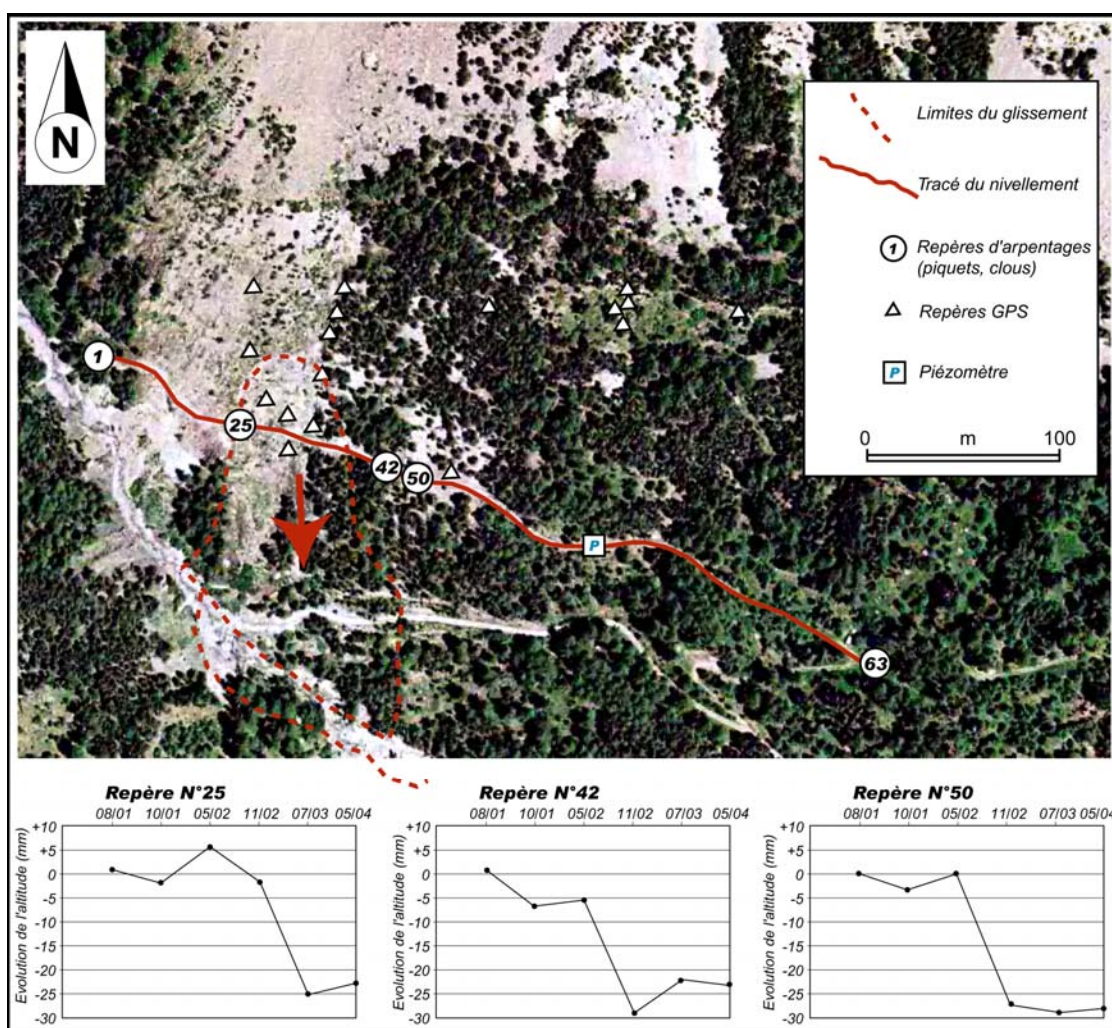 N
Limites du glissement
Tracé du nivellement
1
Repères d'arpentages
(piquets, clous)
Repères GPS
P
Piézomètre
0 m 100
1
25
42
50
P
63
Repère N°25
08/01 10/01 05/02 11/02 07/03 05/04
Evolution de l'altitude (mm)
+10
+5
0
-5
-10
-15
-20
-25
-30
Repère N°42
08/01 10/01 05/02 11/02 07/03 05/04
Evolution de l'altitude (mm)
+10
+5
0
-5
-10
-15
-20
-25
-30
Repère N°50
08/01 10/01 05/02 11/02 07/03 05/04
Evolution de l'altitude (mm)
+10
+5
0
-5
-10
-15
-20
-25
-30